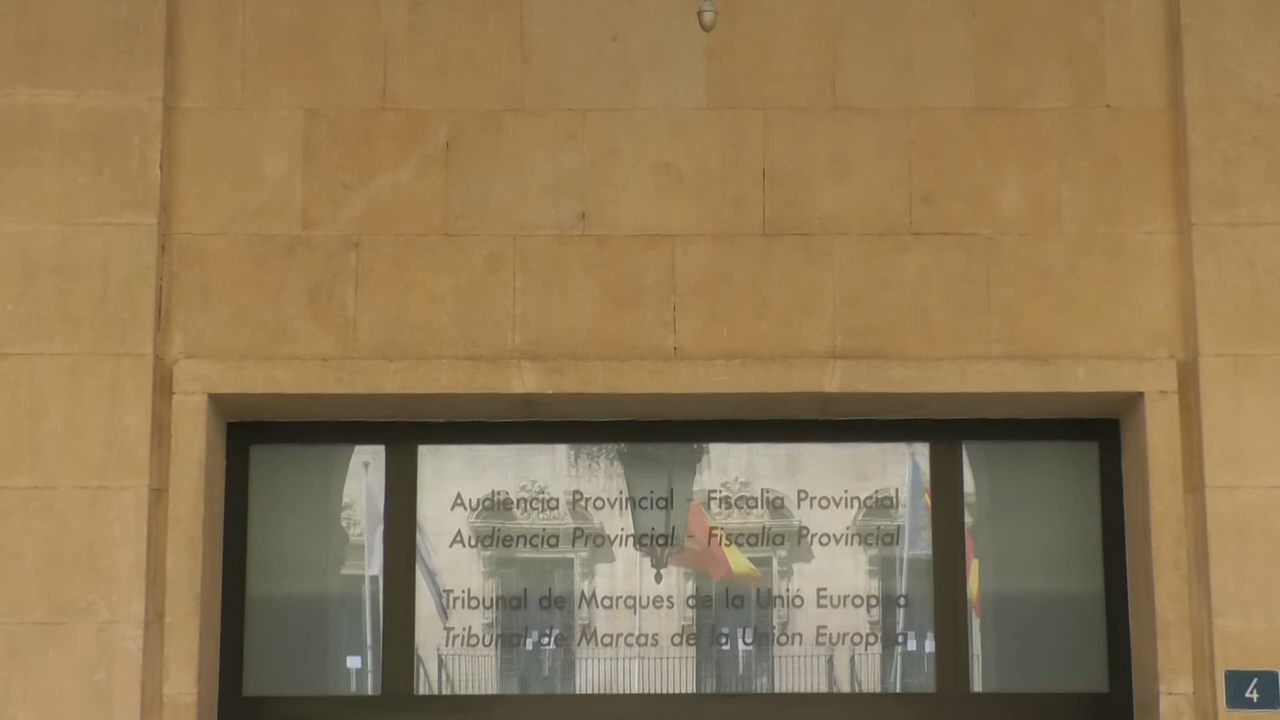 Audiència Provincial - Fiscalia Provincial
Audiencia Provincial - Fiscalía Provincial
Tribunal de Marques de la Unió Europea
Tribunal de Marcas de la Unión Europea
4